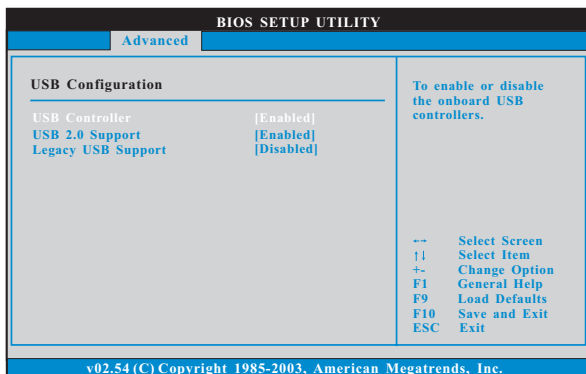 BIOS SETUP UTILITY
Advanced
USB Configuration
USB Controller [Enabled]
USB 2.0 Support [Enabled]
Legacy USB Support [Disabled]
To enable or disable
the onboard USB
controllers.
←→ Select Screen
↑↓ Select Item
+- Change Option
F1 General Help
F9 Load Defaults
F10 Save and Exit
ESC Exit
v02.54 (C) Copyright 1985-2003, American Megatrends, Inc.